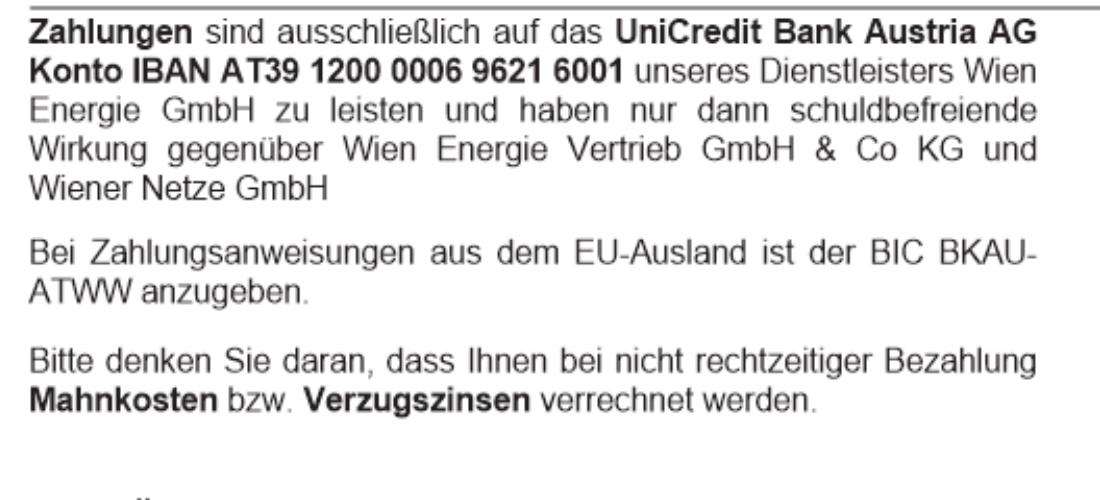 Zahlungen sind ausschließlich auf das UniCredit Bank Austria AG
Konto IBAN AT39 1200 0006 9621 6001 unseres Dienstleisters Wien
Energie GmbH zu leisten und haben nur dann schuldbefreiende
Wirkung gegenüber Wien Energie Vertrieb GmbH & Co KG und
Wiener Netze GmbH
Bei Zahlungsanweisungen aus dem EU-Ausland ist der BIC BKAU-
ATWW anzugeben.
Bitte denken Sie daran, dass Ihnen bei nicht rechtzeitiger Bezahlung
Mahnkosten bzw. Verzugszinsen verrechnet werden.